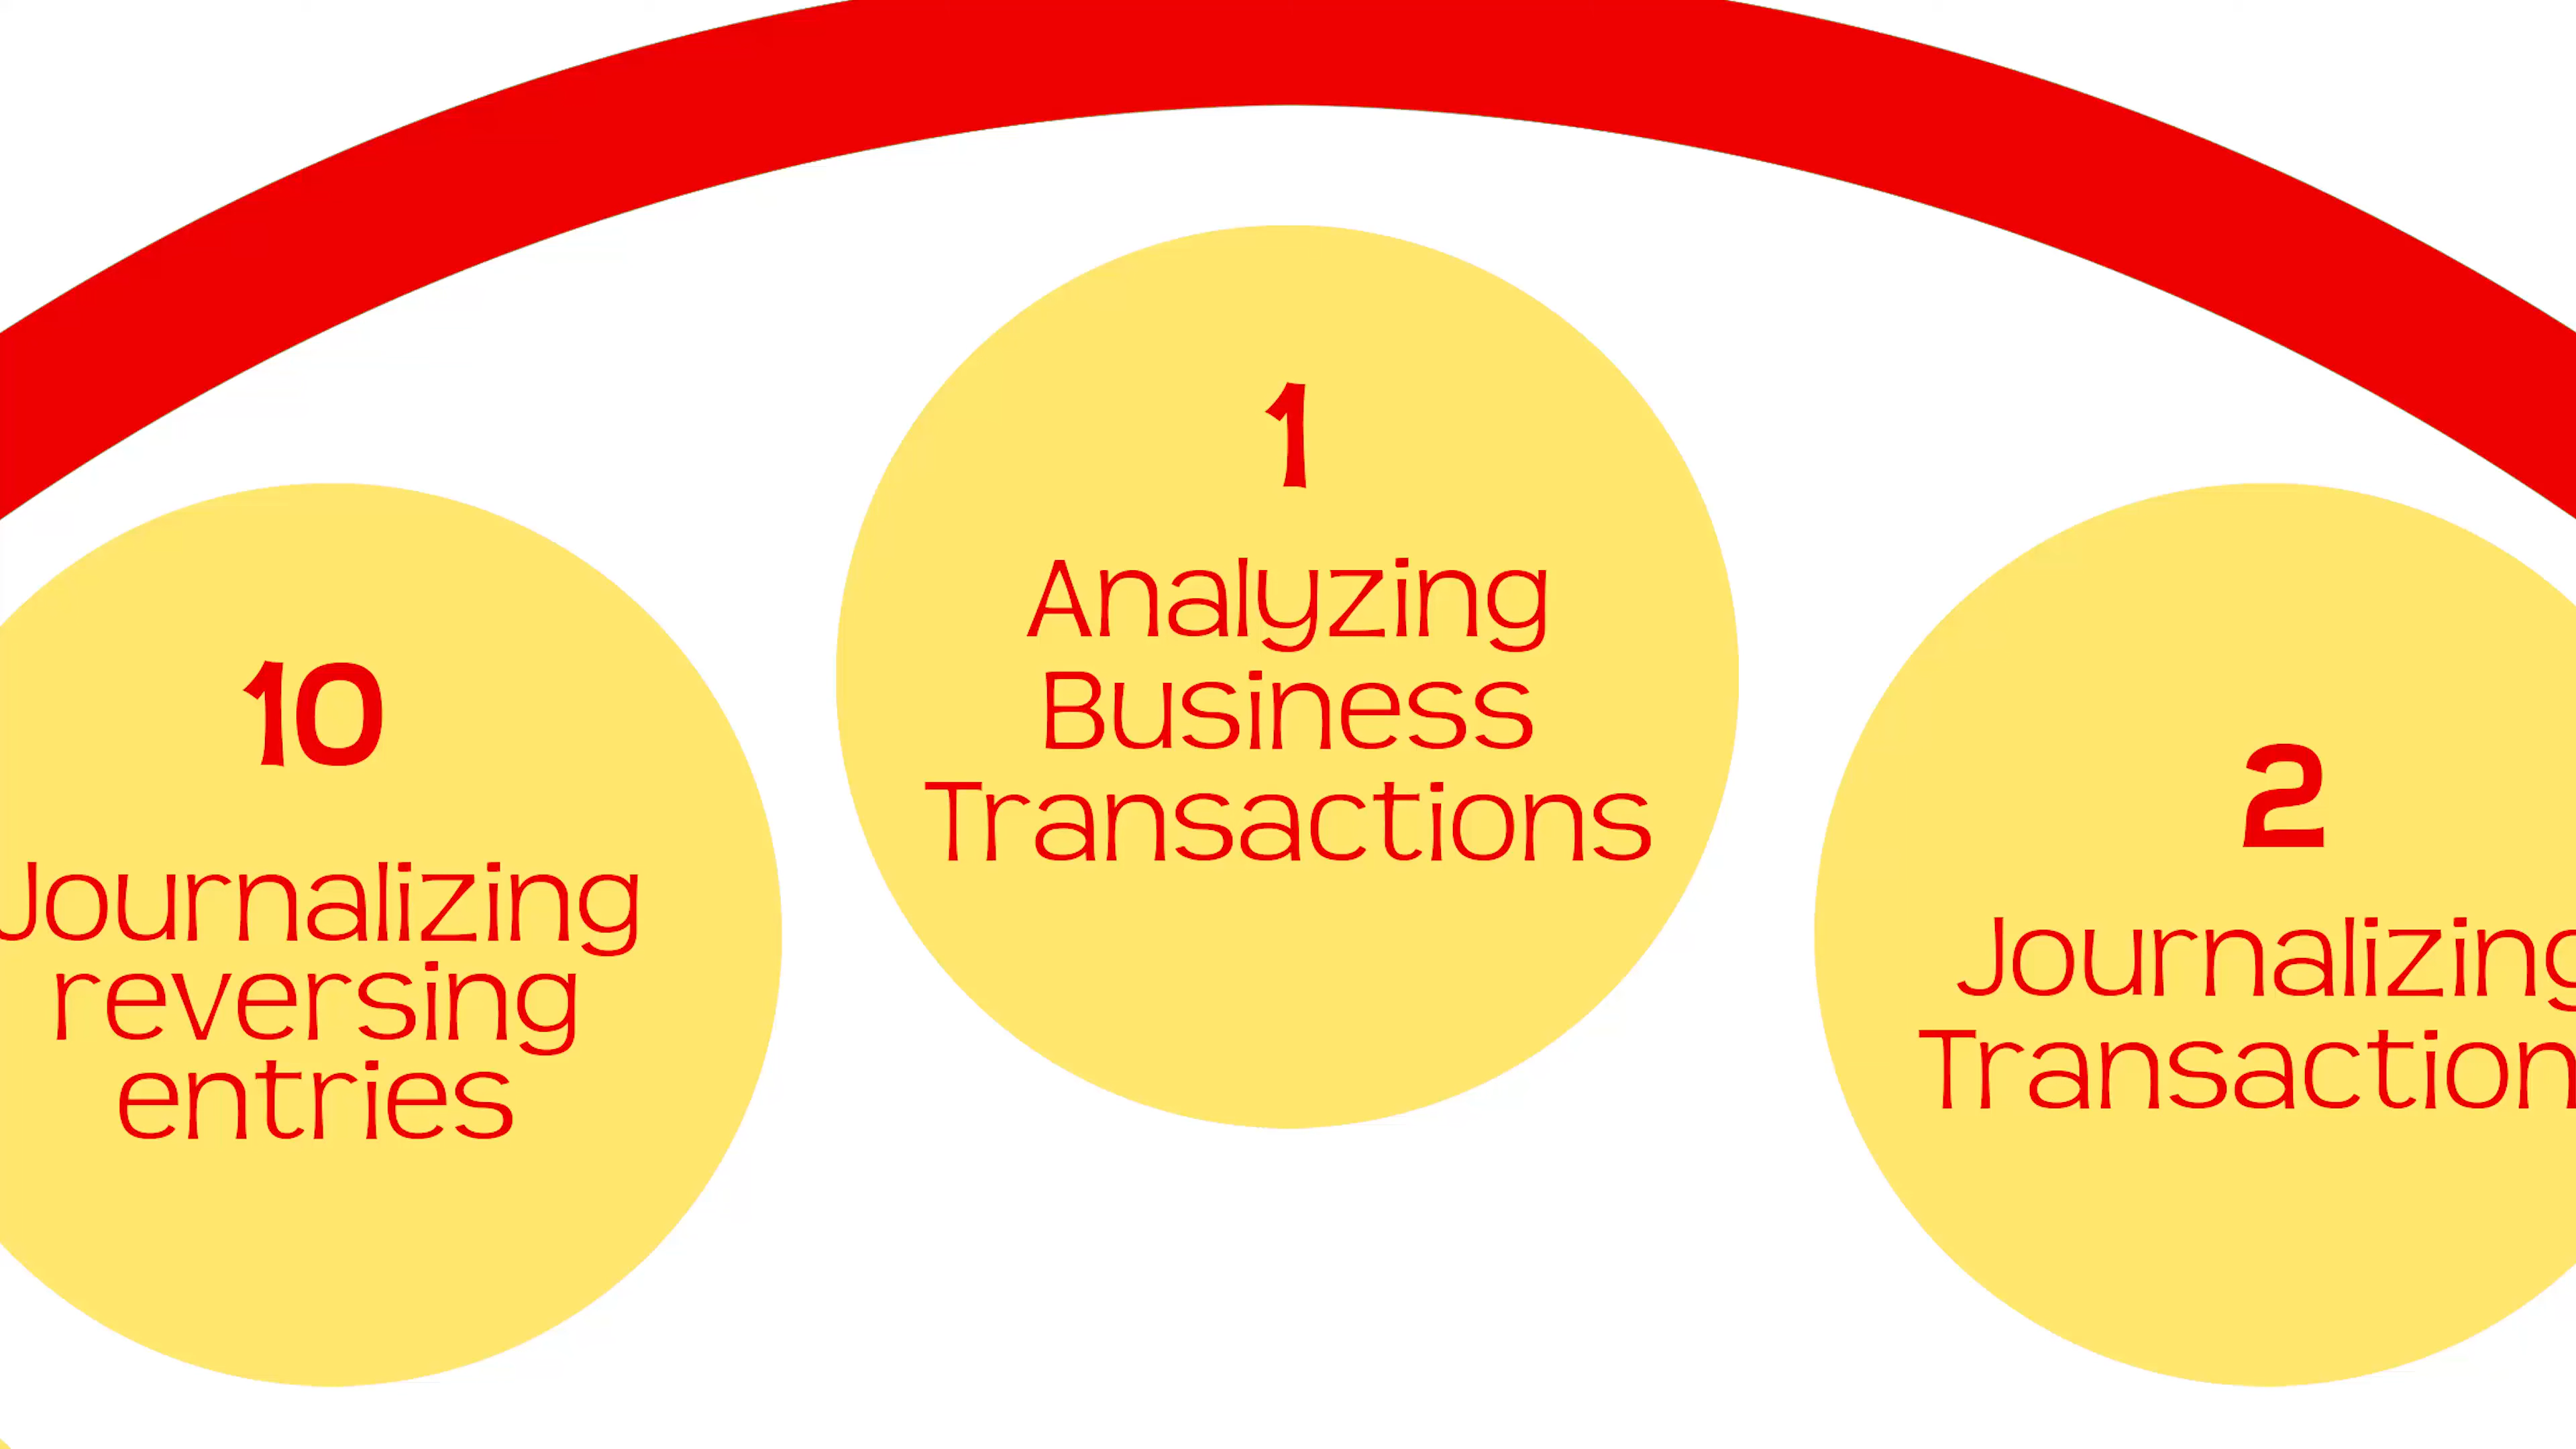 1
Analyzing
Business
Transactions
10
Journalizing
reversing
entries
2
Journalizing
Transaction